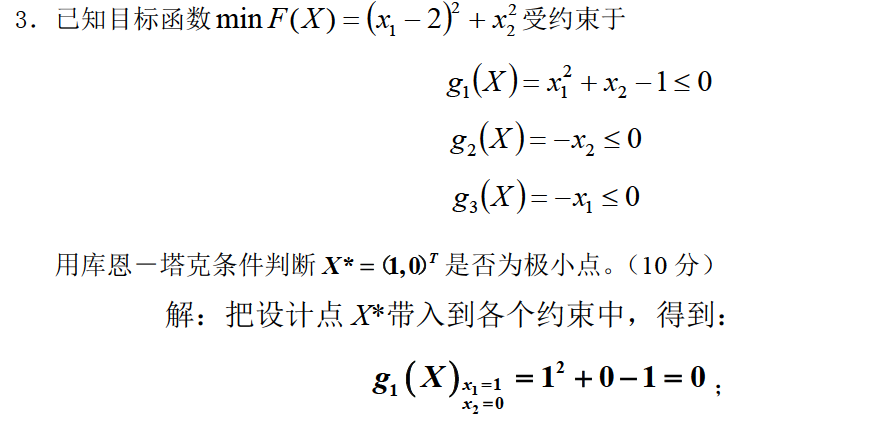 3．已知目标函数 min F(X) = (x₁ − 2)² + x₂² 受约束于
g₁(X) = x₁² + x₂ − 1 ≤ 0
g₂(X) = −x₂ ≤ 0
g₃(X) = −x₁ ≤ 0
用库恩－塔克条件判断 X* = (1,0)ᵀ 是否为极小点。（10 分）
解：把设计点 X*带入到各个约束中，得到：
g₁(X)ₓ₁₌₁ = 1² + 0 − 1 = 0；
x₂=0